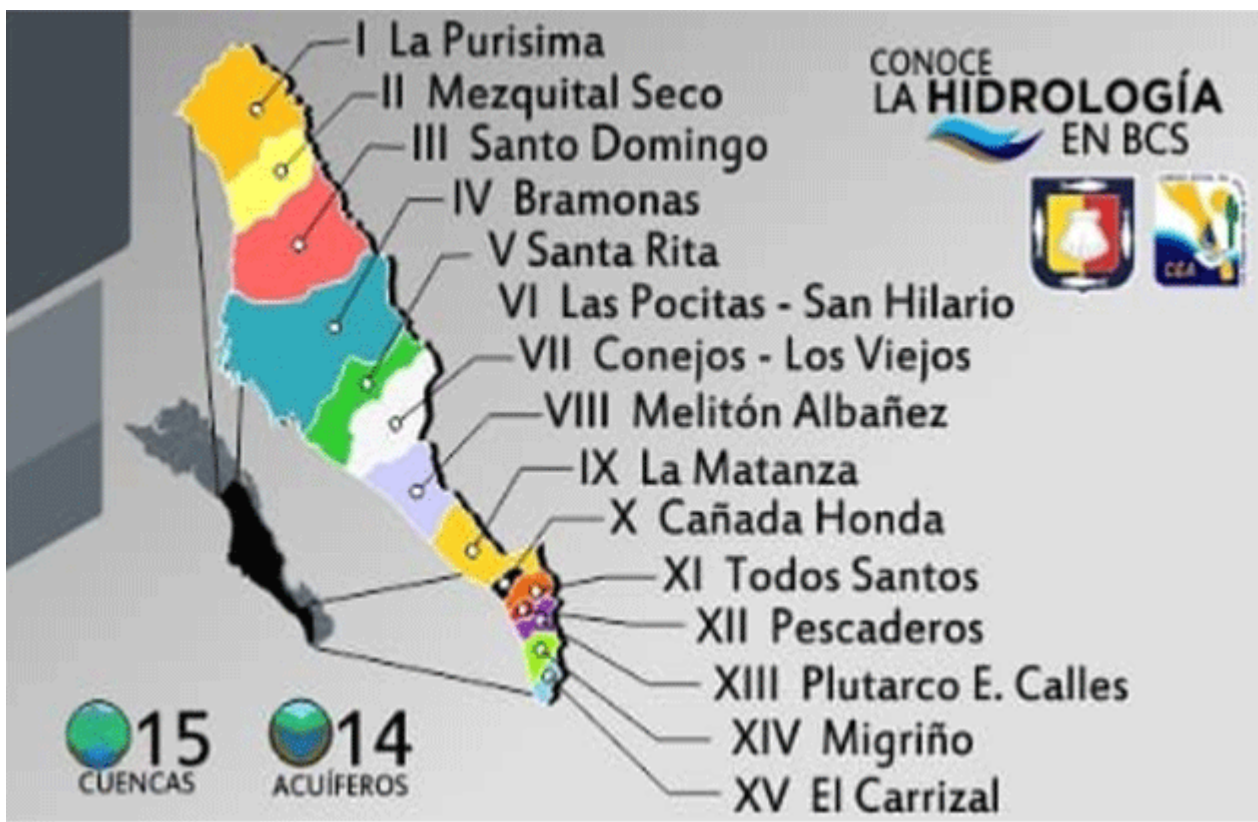 I La Purisima
II Mezquital Seco
III Santo Domingo
IV Bramonas
V Santa Rita
VI Las Pocitas - San Hilario
VII Conejos - Los Viejos
VIII Melitón Albañez
IX La Matanza
X Cañada Honda
XI Todos Santos
XII Pescaderos
XIII Plutarco E. Calles
XIV Migriño
XV El Carrizal
CONOCE
LA HIDROLOGÍA
EN BCS
CEA
15
CUENCAS
14
ACUÍFEROS